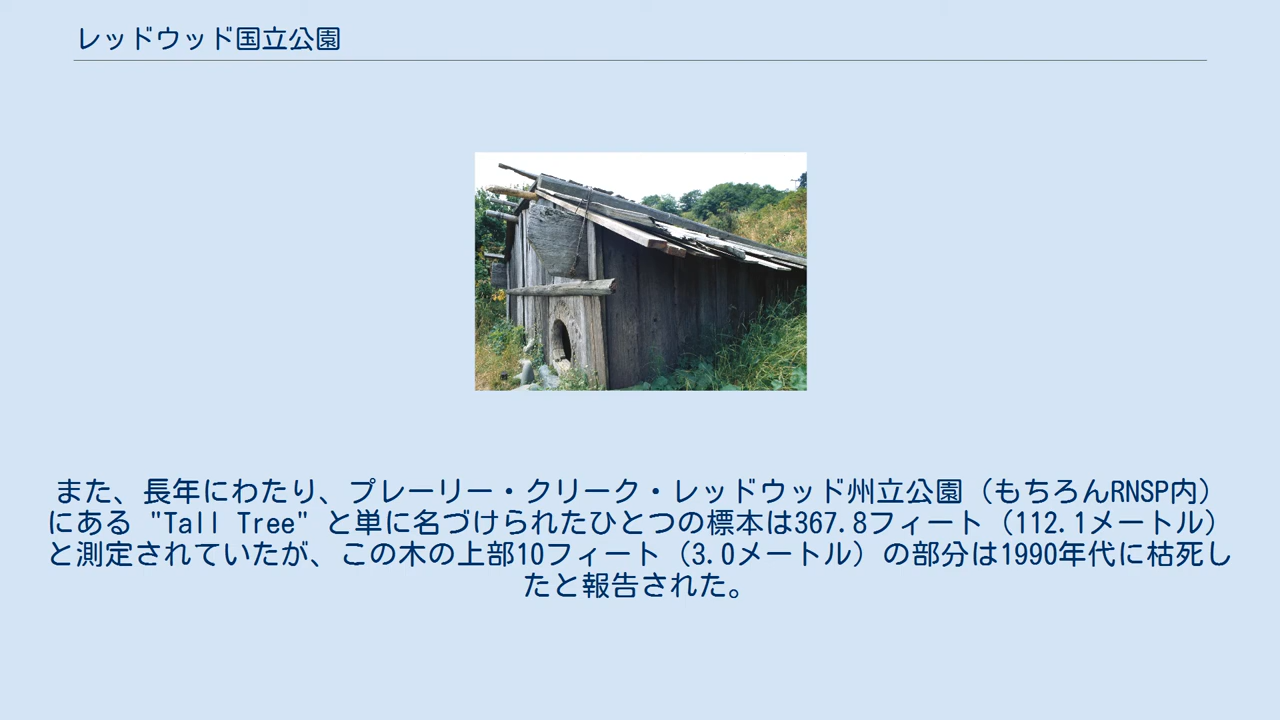 レッドウッド国立公園
また、長年にわたり、プレーリー・クリーク・レッドウッド州立公園（もちろんRNSP内）
にある "Tall Tree" と単に名づけられたひとつの標本は367.8フィート（112.1メートル）
と測定されていたが、この木の上部10フィート（3.0メートル）の部分は1990年代に枯死し
たと報告された。